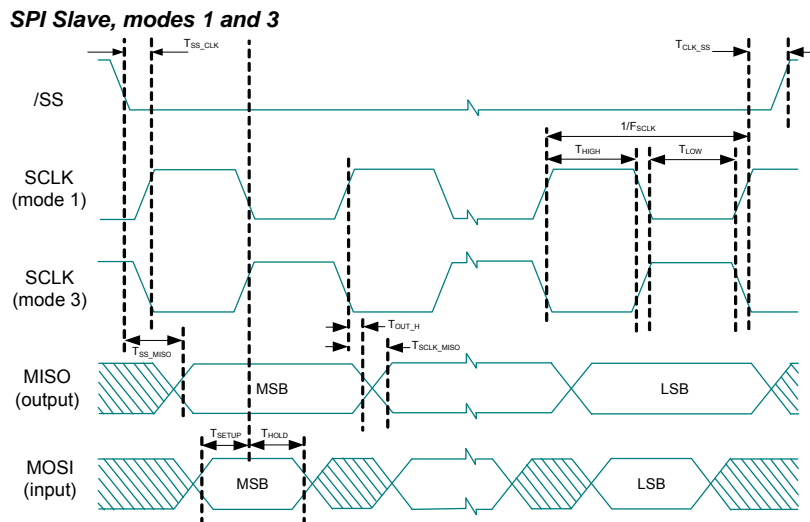 SPI Slave, modes 1 and 3
TSS_CLK
TCLK_SS
/SS
1/FSCLK
THIGH
TLOW
SCLK
(mode 1)
SCLK
(mode 3)
TOUT_H
TSS_MISO
TSCLK_MISO
MISO
(output)
MSB
LSB
TSETUP
THOLD
MOSI
(input)
MSB
LSB